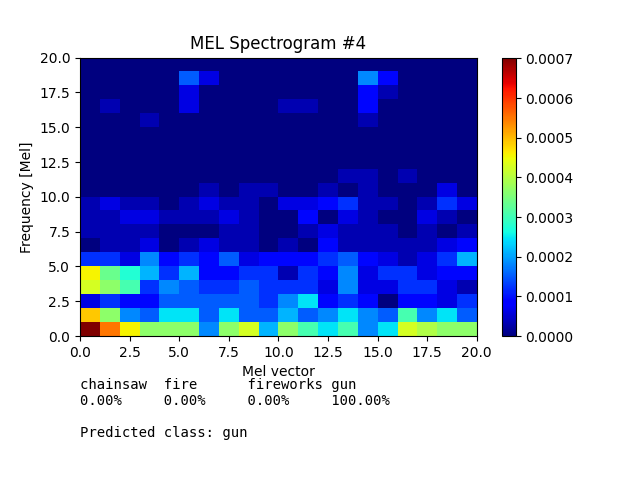 MEL Spectrogram #4
Frequency [Mel]
20.0
17.5
15.0
12.5
10.0
7.5
5.0
2.5
0.0
0.0 2.5 5.0 7.5 10.0 12.5 15.0 17.5 20.0
Mel vector
0.0007
0.0006
0.0005
0.0004
0.0003
0.0002
0.0001
0.0000
chainsaw fire fireworks gun
0.00% 0.00% 0.00% 100.00%
Predicted class: gun